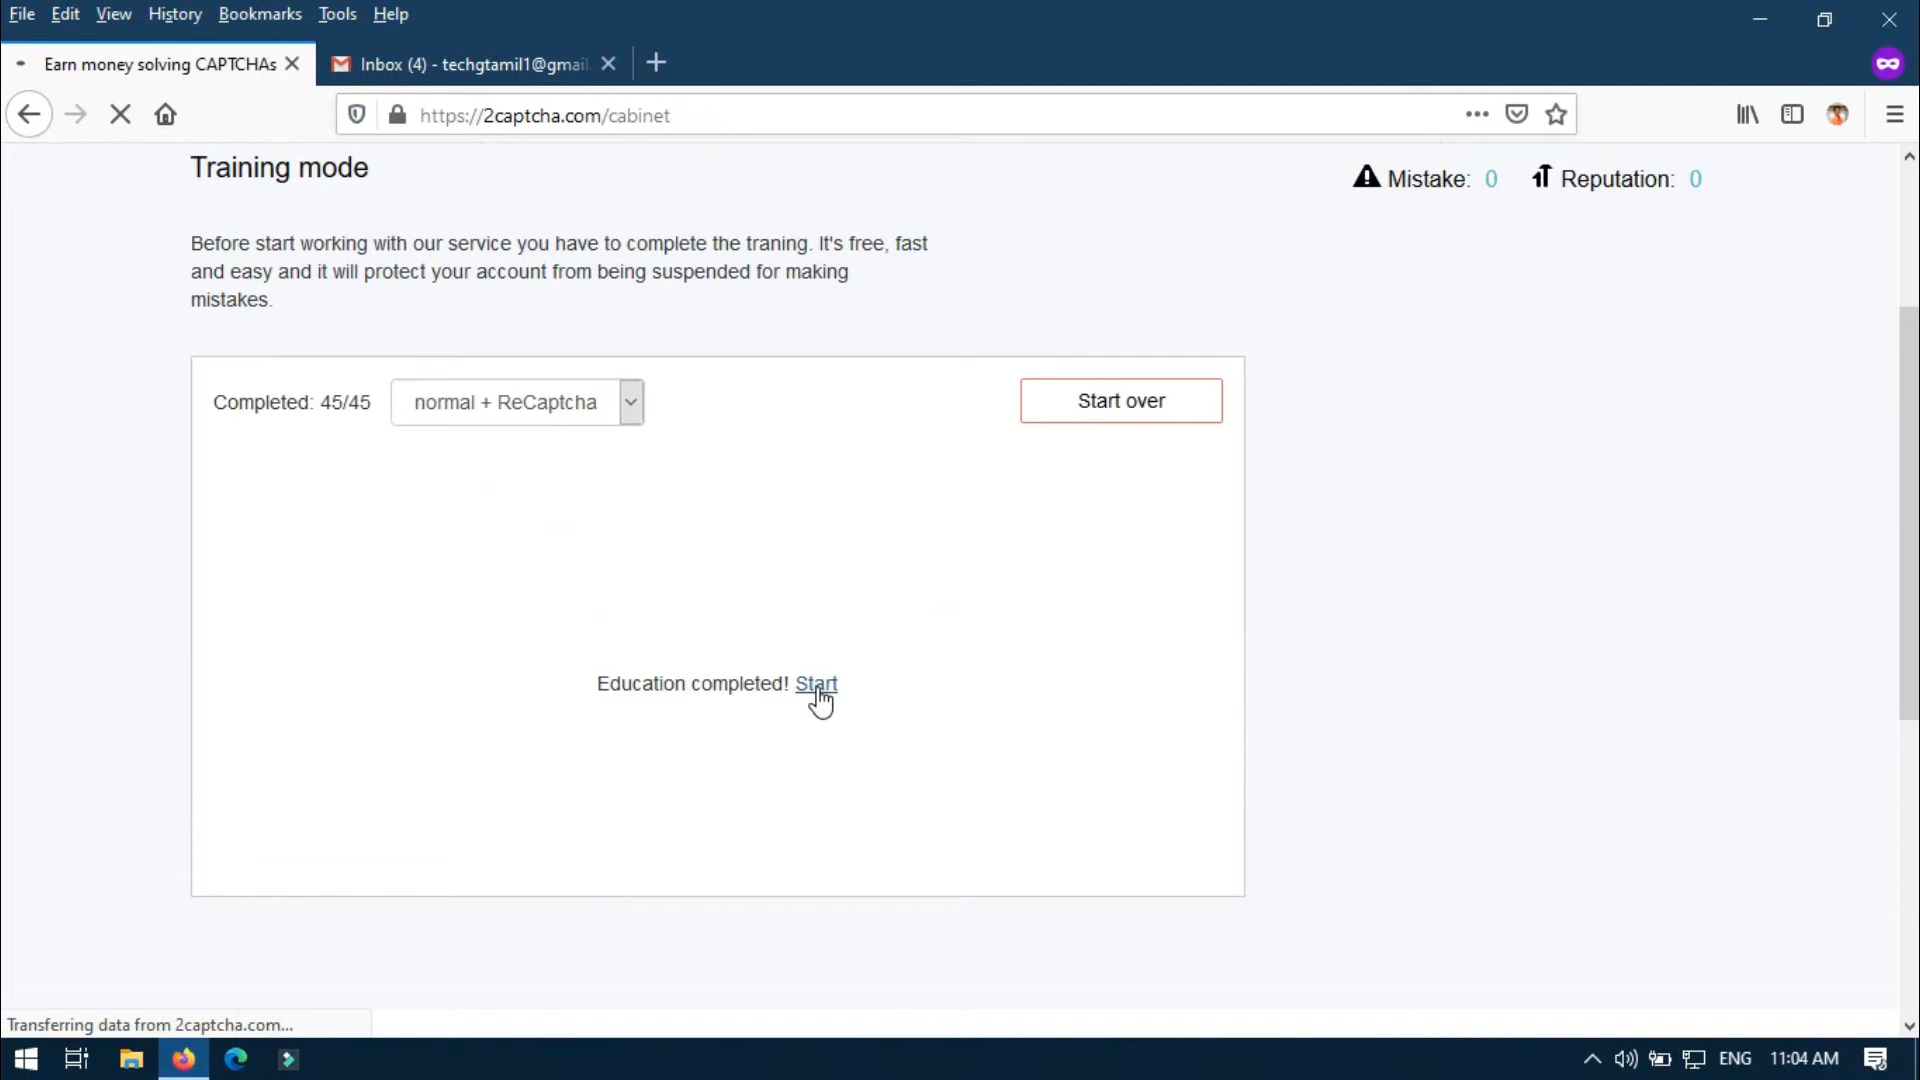 File Edit View History Bookmarks Tools Help
Earn money solving CAPTCHAs
Inbox (4) - techgtamil1@gmail
https://2captcha.com/cabinet
Training mode
Mistake: 0 Reputation: 0
Before start working with our service you have to complete the traning. It's free, fast
and easy and it will protect your account from being suspended for making
mistakes.
Completed: 45/45 normal + ReCaptcha Start over
Education completed! Start
Transferring data from 2captcha.com...
ENG 11:04 AM